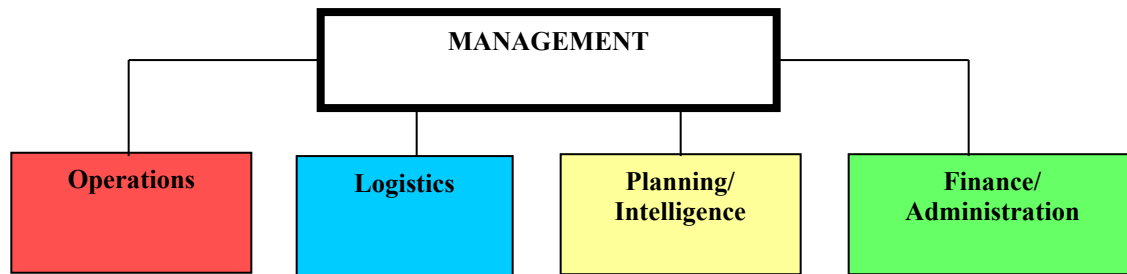 MANAGEMENT
Operations
Logistics
Planning/
Intelligence
Finance/
Administration